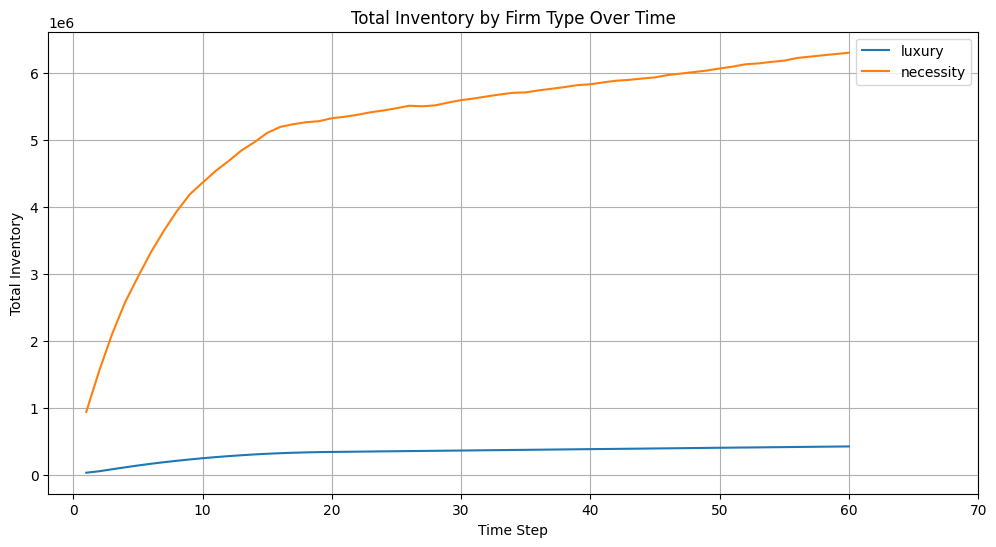 Total Inventory by Firm Type Over Time
1e6
luxury
necessity
6
5
4
3
2
1
0
Total Inventory
0 10 20 30 40 50 60 70
Time Step